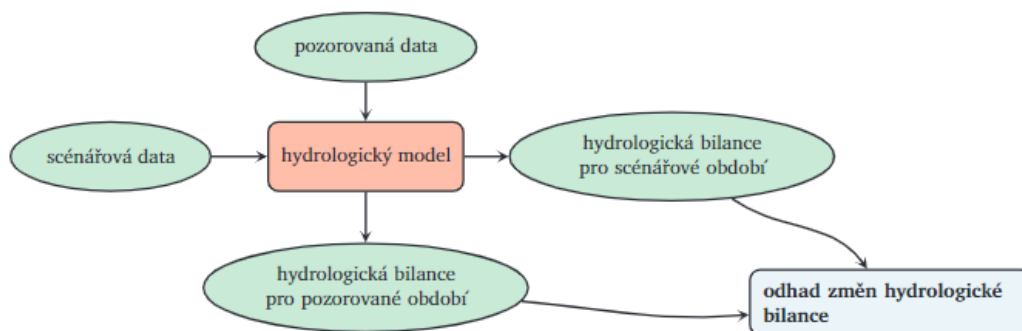 pozorovaná data
scénářová data
hydrologický model
hydrologická bilance
pro scénářové období
hydrologická bilance
pro pozorované období
odhad změn hydrologické
bilance